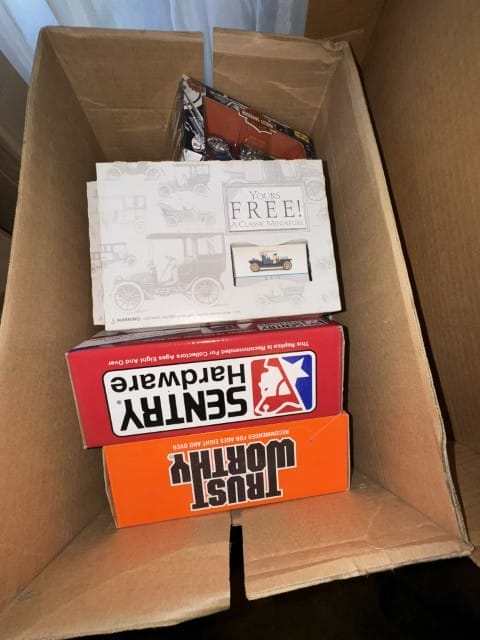 YOURS
FREE!
A CLASSIC MINIATURE
This Replica Is Recommended For Collectors Ages Eight And Over
SENTRY
Hardware
RECOMMENDED FOR AGES EIGHT AND OVER
TRUST
WORTHY